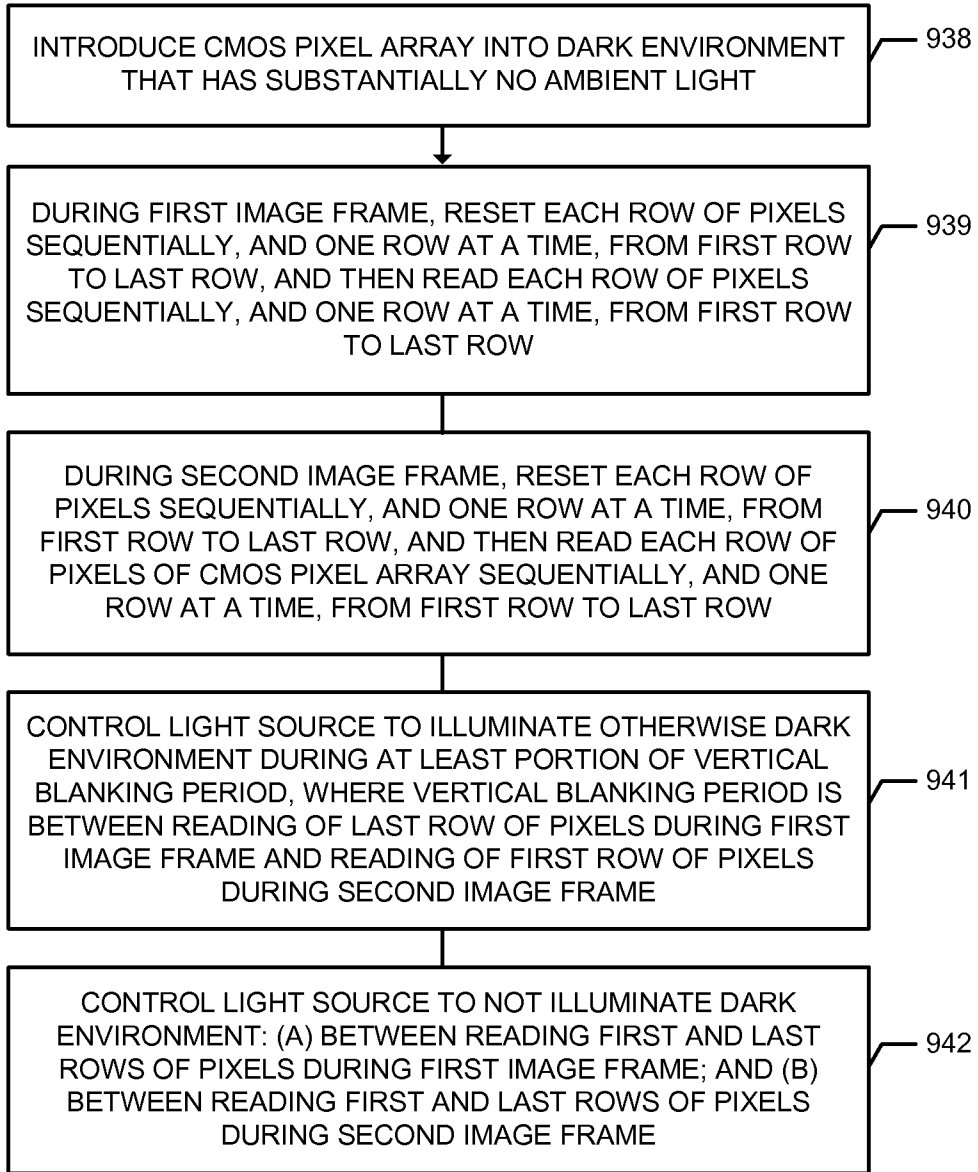 INTRODUCE CMOS PIXEL ARRAY INTO DARK ENVIRONMENT
THAT HAS SUBSTANTIALLY NO AMBIENT LIGHT
938
DURING FIRST IMAGE FRAME, RESET EACH ROW OF PIXELS
SEQUENTIALLY, AND ONE ROW AT A TIME, FROM FIRST ROW
TO LAST ROW, AND THEN READ EACH ROW OF PIXELS
SEQUENTIALLY, AND ONE ROW AT A TIME, FROM FIRST ROW
TO LAST ROW
939
DURING SECOND IMAGE FRAME, RESET EACH ROW OF
PIXELS SEQUENTIALLY, AND ONE ROW AT A TIME, FROM
FIRST ROW TO LAST ROW, AND THEN READ EACH ROW OF
PIXELS OF CMOS PIXEL ARRAY SEQUENTIALLY, AND ONE
ROW AT A TIME, FROM FIRST ROW TO LAST ROW
940
CONTROL LIGHT SOURCE TO ILLUMINATE OTHERWISE DARK
ENVIRONMENT DURING AT LEAST PORTION OF VERTICAL
BLANKING PERIOD, WHERE VERTICAL BLANKING PERIOD IS
BETWEEN READING OF LAST ROW OF PIXELS DURING FIRST
IMAGE FRAME AND READING OF FIRST ROW OF PIXELS
DURING SECOND IMAGE FRAME
941
CONTROL LIGHT SOURCE TO NOT ILLUMINATE DARK
ENVIRONMENT: (A) BETWEEN READING FIRST AND LAST
ROWS OF PIXELS DURING FIRST IMAGE FRAME; AND (B)
BETWEEN READING FIRST AND LAST ROWS OF PIXELS
DURING SECOND IMAGE FRAME
942